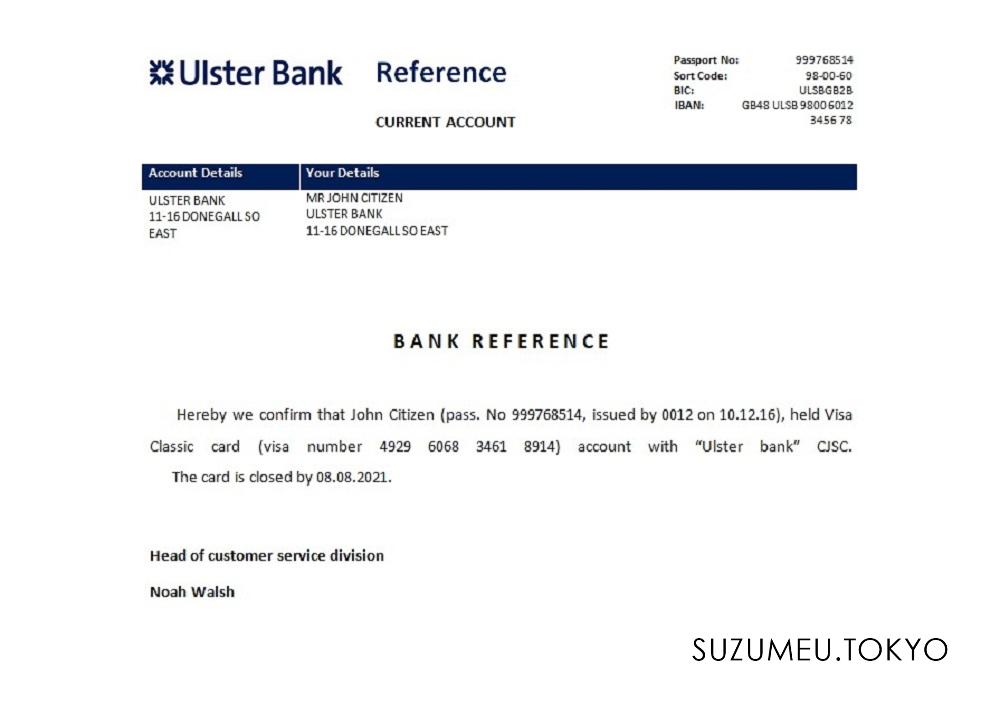 Ulster Bank
Reference
CURRENT ACCOUNT
Passport No: 999768514
Sort Code: 98-00-60
BIC: ULSBGB2B
IBAN: GB48 ULSB 98006012
3456 78
Account Details
Your Details
ULSTER BANK
11-16 DONEGALL SO
EAST
MR JOHN CITIZEN
ULSTER BANK
11-16 DONEGALL SO EAST
BANK REFERENCE
Hereby we confirm that John Citizen (pass. No 999768514, issued by 0012 on 10.12.16), held Visa
Classic card (visa number 4929 6068 3461 8914) account with “Ulster bank” CJSC.
The card is closed by 08.08.2021.
Head of customer service division
Noah Walsh
SUZUMEU.TOKYO